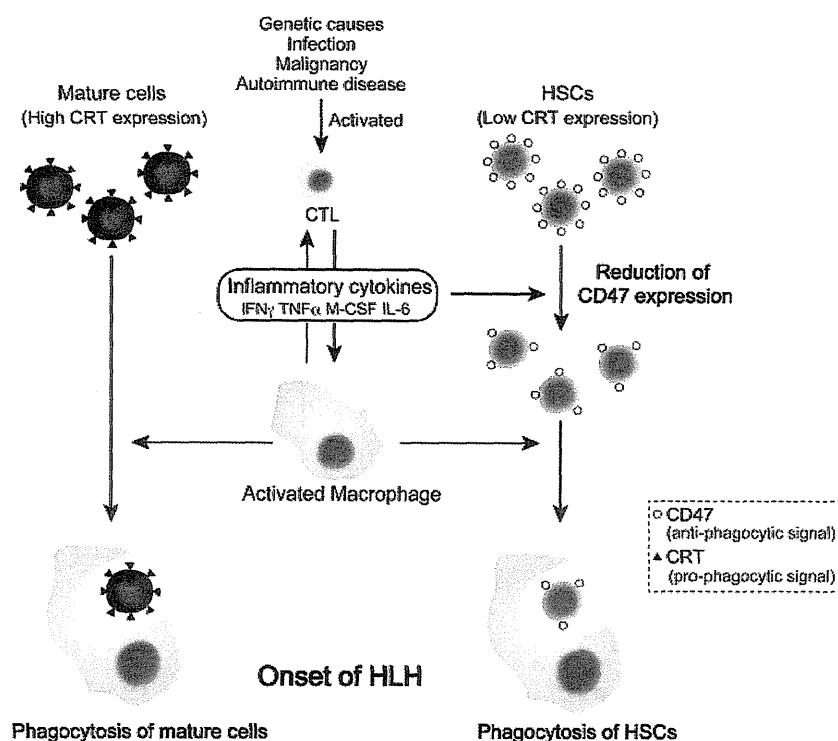 Genetic causes
Infection
Malignancy
Autoimmune disease
Activated
Mature cells
(High CRT expression)
HSCs
(Low CRT expression)
CTL
Inflammatory cytokines
IFNγ TNFα M-CSF IL-6
Reduction of
CD47 expression
Activated Macrophage
CD47
(anti-phagocytic signal)
CRT
(pro-phagocytic signal)
Onset of HLH
Phagocytosis of mature cells
Phagocytosis of HSCs